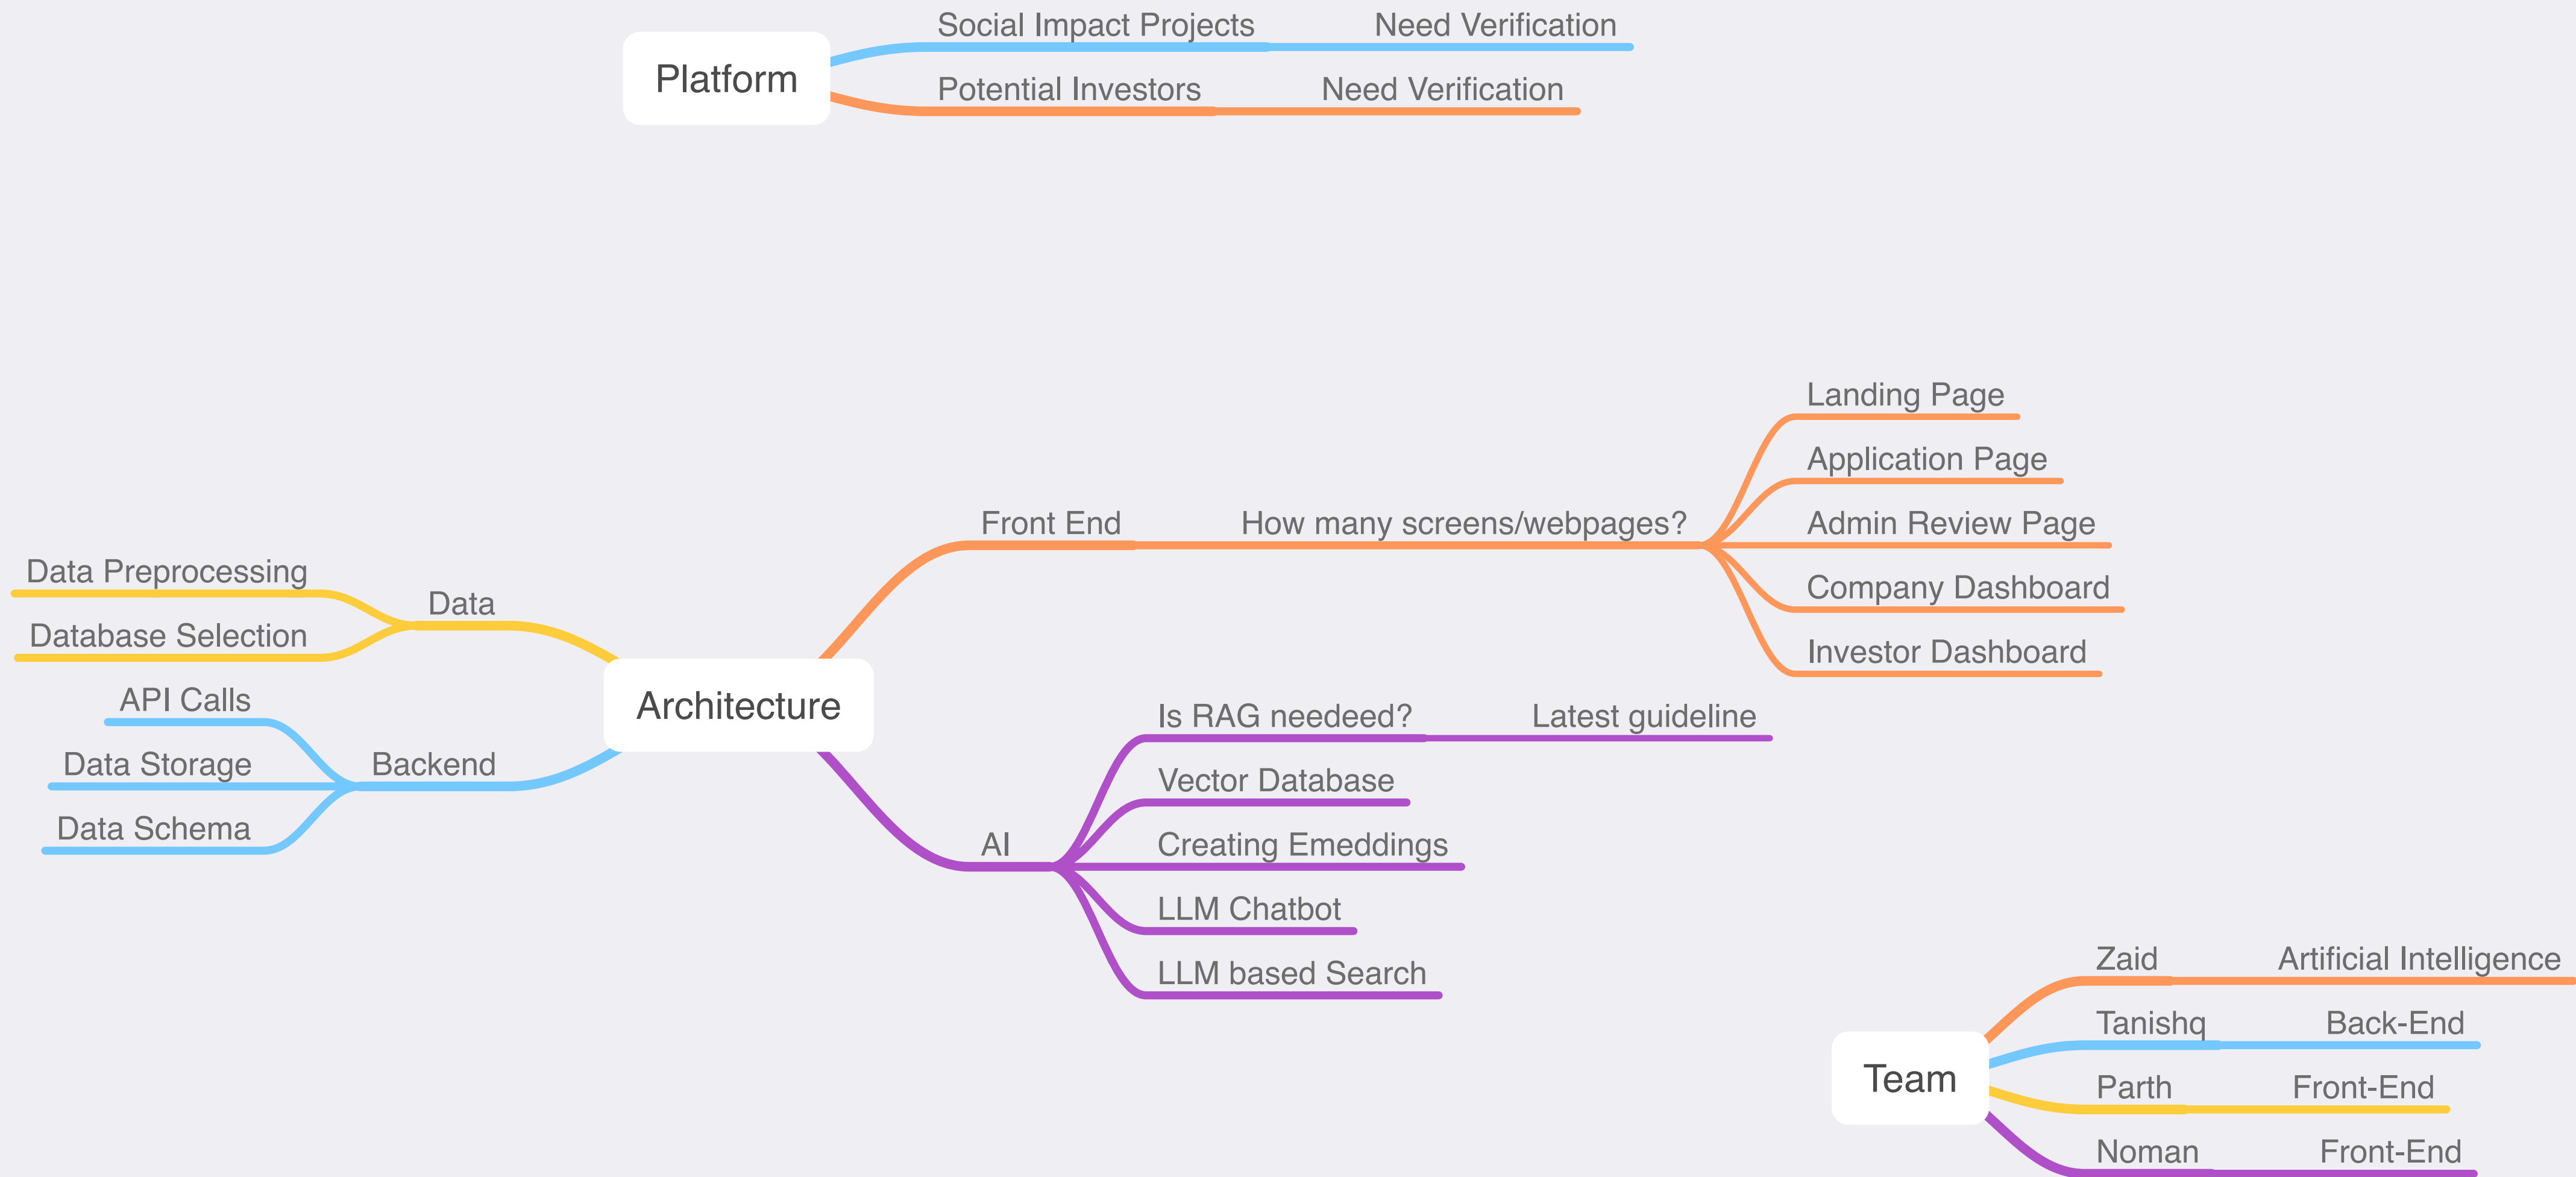 Platform
Social Impact Projects
Need Verification
Potential Investors
Need Verification
Architecture
Front End
How many screens/webpages?
Landing Page
Application Page
Admin Review Page
Company Dashboard
Investor Dashboard
AI
Is RAG needeed?
Latest guideline
Vector Database
Creating Emeddings
LLM Chatbot
LLM based Search
Data
Data Preprocessing
Database Selection
Backend
API Calls
Data Storage
Data Schema
Team
Zaid
Artificial Intelligence
Tanishq
Back-End
Parth
Front-End
Noman
Front-End